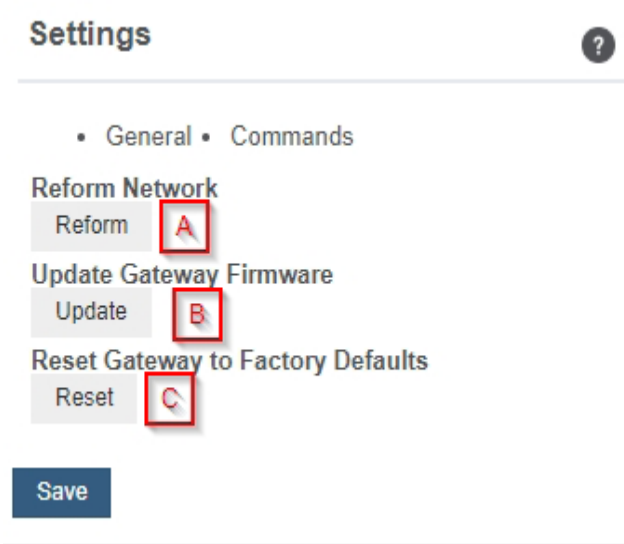 Settings
?
• General • Commands
Reform Network
Reform A
Update Gateway Firmware
Update B
Reset Gateway to Factory Defaults
Reset C
Save